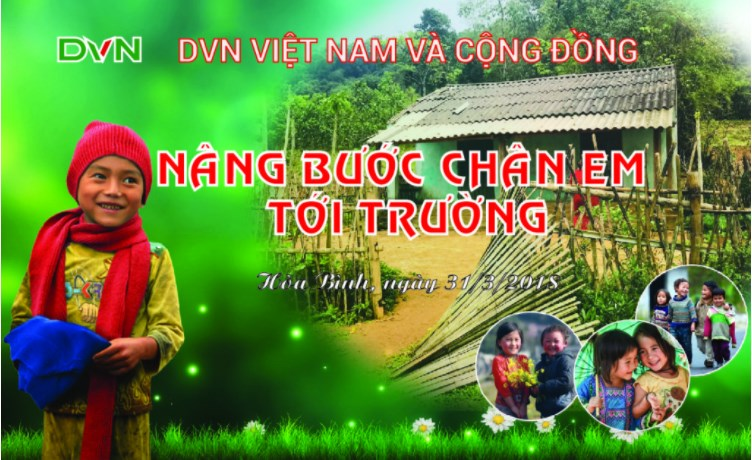 DVN
DVN VIỆT NAM VÀ CỘNG ĐỒNG
NÂNG BƯỚC CHÂN EM
TỚI TRƯỜNG
Hòa Bình, ngày 31/3/2018